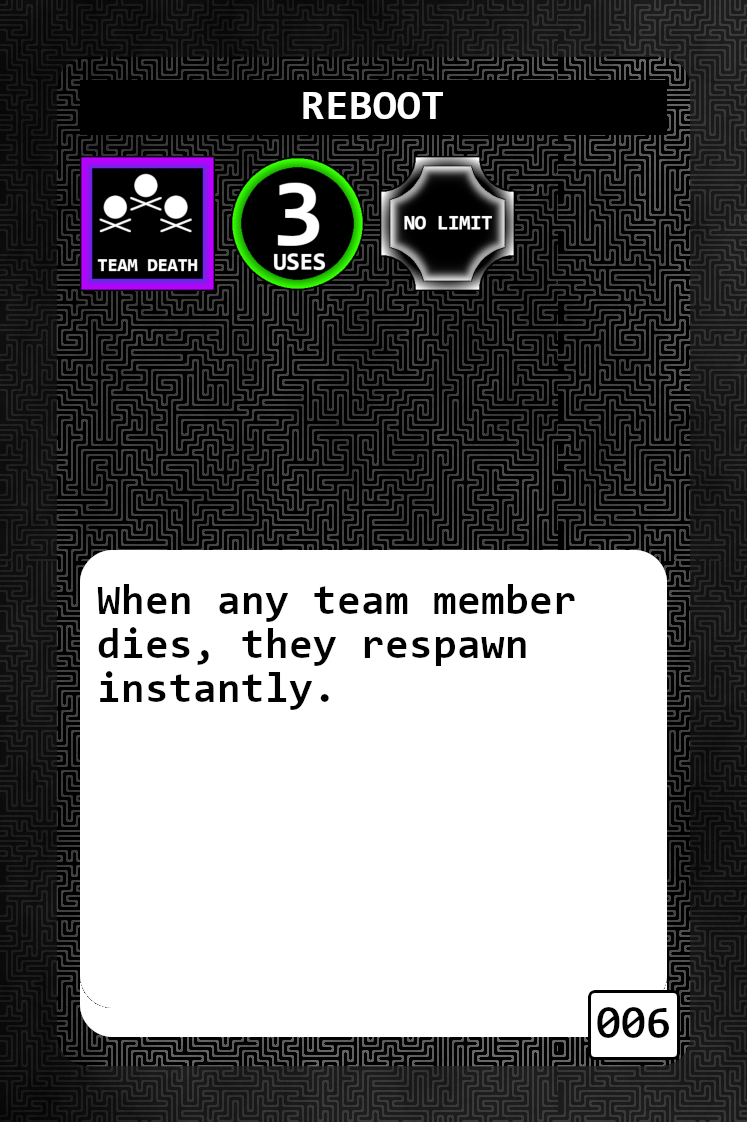 REBOOT
TEAM DEATH
3
USES
NO LIMIT
When any team member
dies, they respawn
instantly.
006